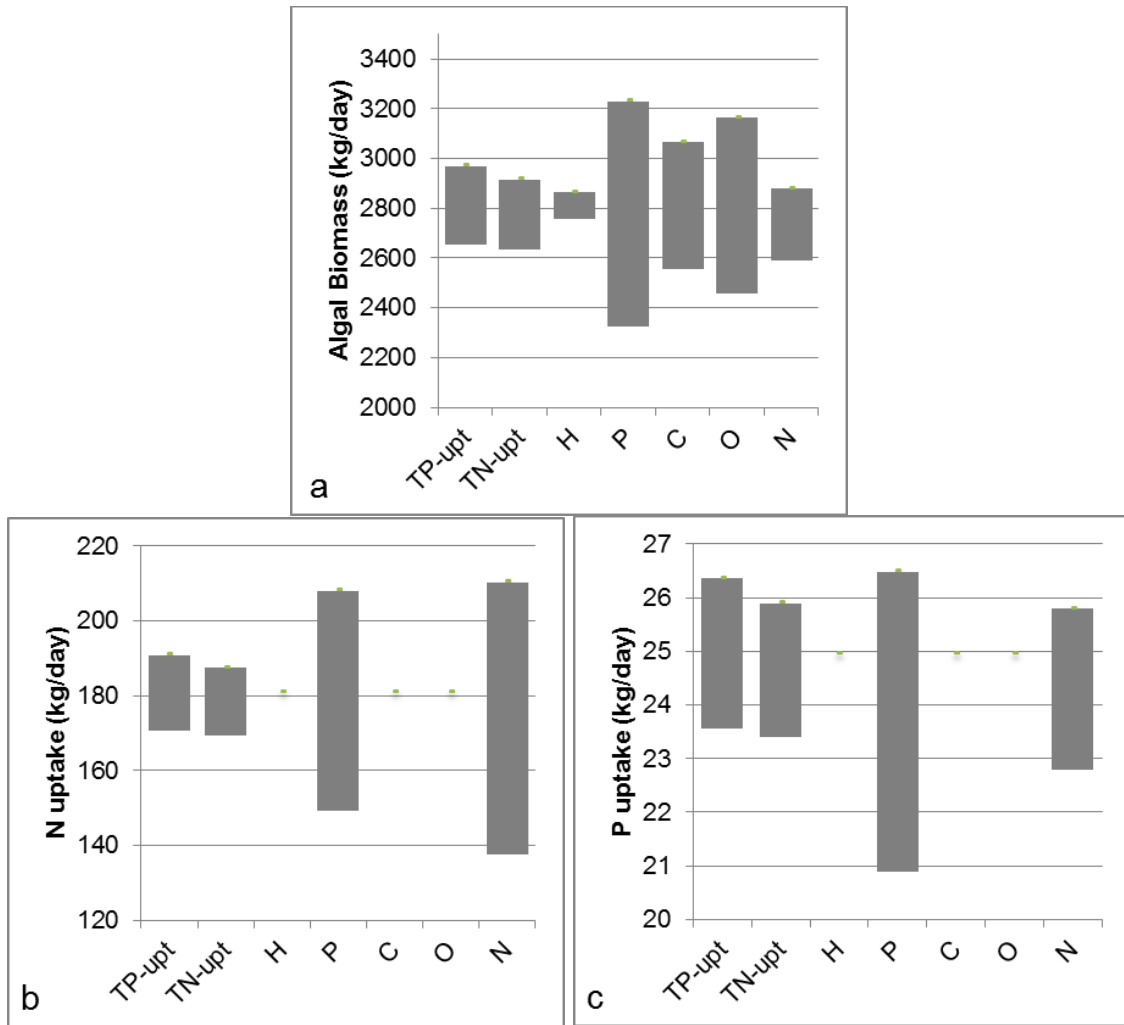 Algal Biomass (kg/day)
3400
3200
3000
2800
2600
2400
2200
2000
TP-upt
TN-upt
H
P
C
O
N
a
N uptake (kg/day)
220
200
180
160
140
120
TP-upt
TN-upt
H
P
C
O
N
b
P uptake (kg/day)
27
26
25
24
23
22
21
20
TP-upt
TN-upt
H
P
C
O
N
c